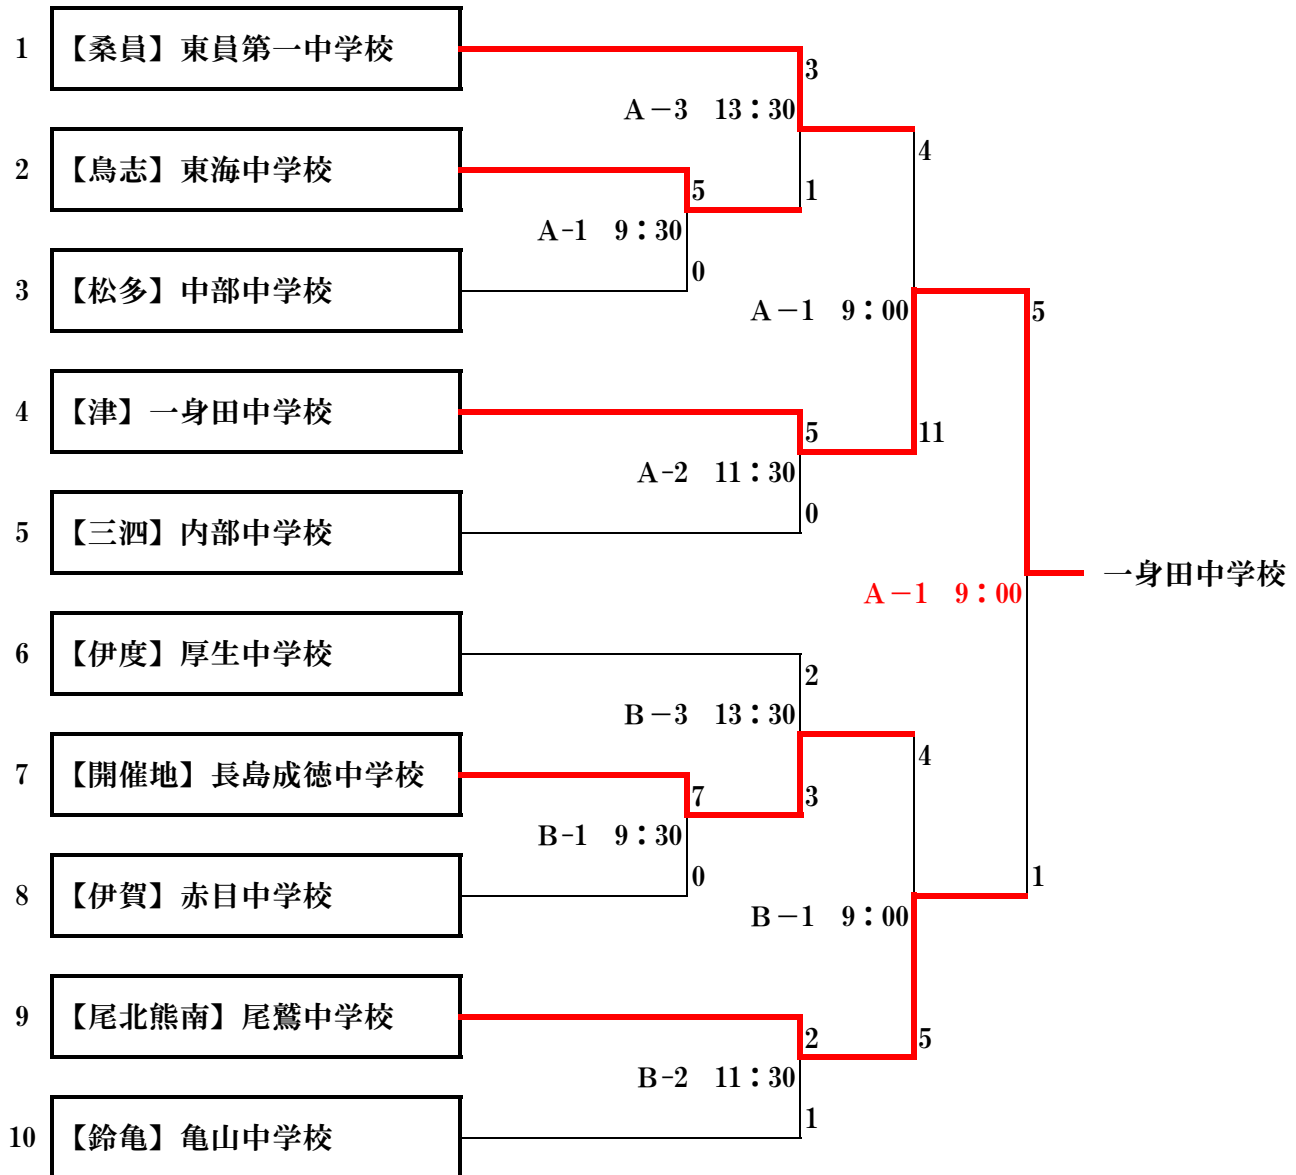 1 【桑員】東員第一中学校
3
A－3 13：30
4
2 【鳥志】東海中学校
5
1
A-1 9：30
0
3 【松多】中部中学校
A－1 9：00
5
4 【津】一身田中学校
5
11
A-2 11：30
0
5 【三泗】内部中学校
一身田中学校
A－1 9：00
6 【伊度】厚生中学校
2
B－3 13：30
4
7 【開催地】長島成徳中学校
7
3
B-1 9：30
0
1
8 【伊賀】赤目中学校
B－1 9：00
9 【尾北熊南】尾鷲中学校
2
5
B-2 11：30
1
10 【鈴亀】亀山中学校